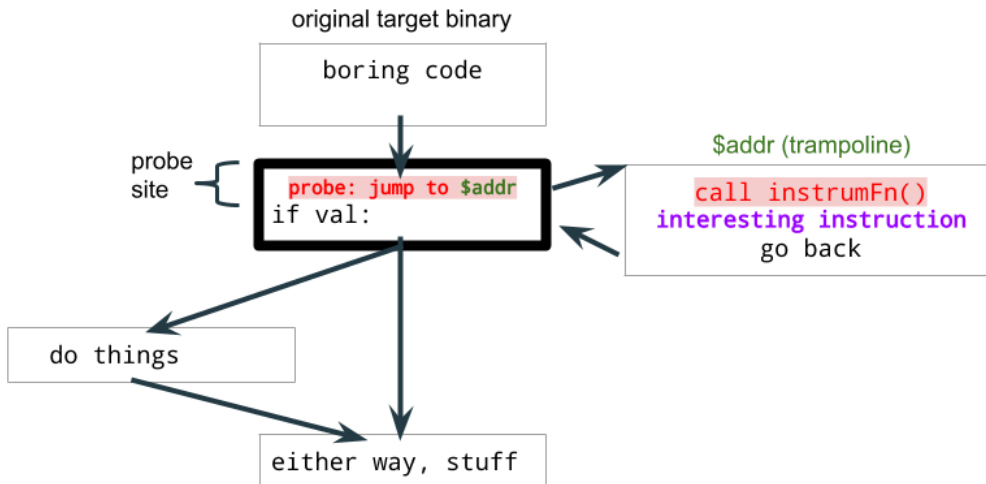 original target binary
boring code
probe
site
probe: jump to $addr
if val:
$addr (trampoline)
call instrumFn()
interesting instruction
go back
do things
either way, stuff